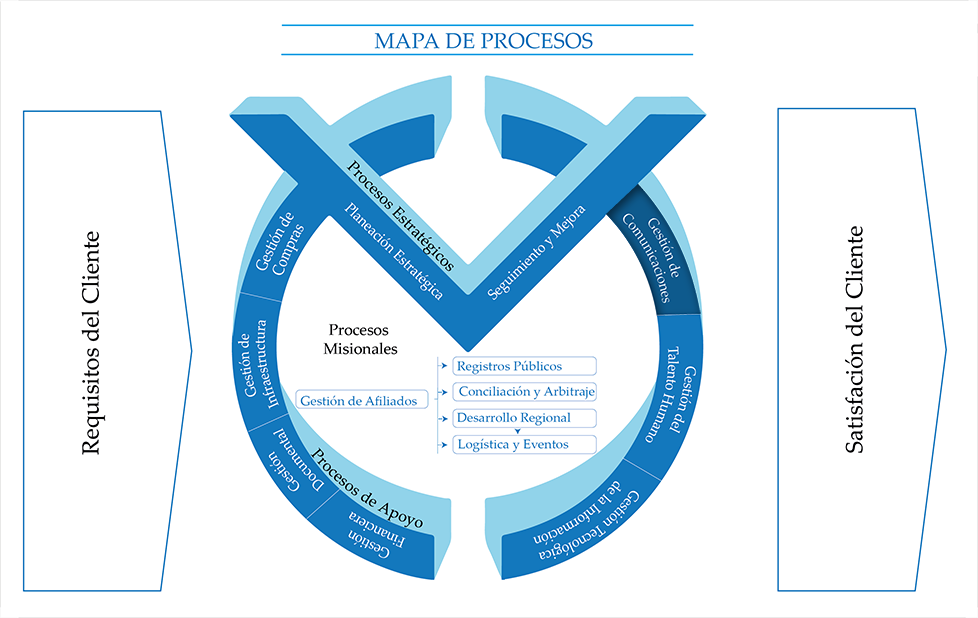 MAPA DE PROCESOS
Requisitos del Cliente
Procesos Estratégicos
Planeación Estratégica
Seguimiento y Mejora
Gestión de
Compras
Gestión de
Comunicaciones
Gestión de
Infraestructura
Gestión del
Talento Humano
Procesos
Misionales
Gestión de Afiliados
Registros Públicos
Conciliación y Arbitraje
Desarrollo Regional
Logística y Eventos
Gestión
Documental
Procesos de Apoyo
Gestión
Financiera
Gestión Tecnológica
de la Información
Satisfación del Cliente